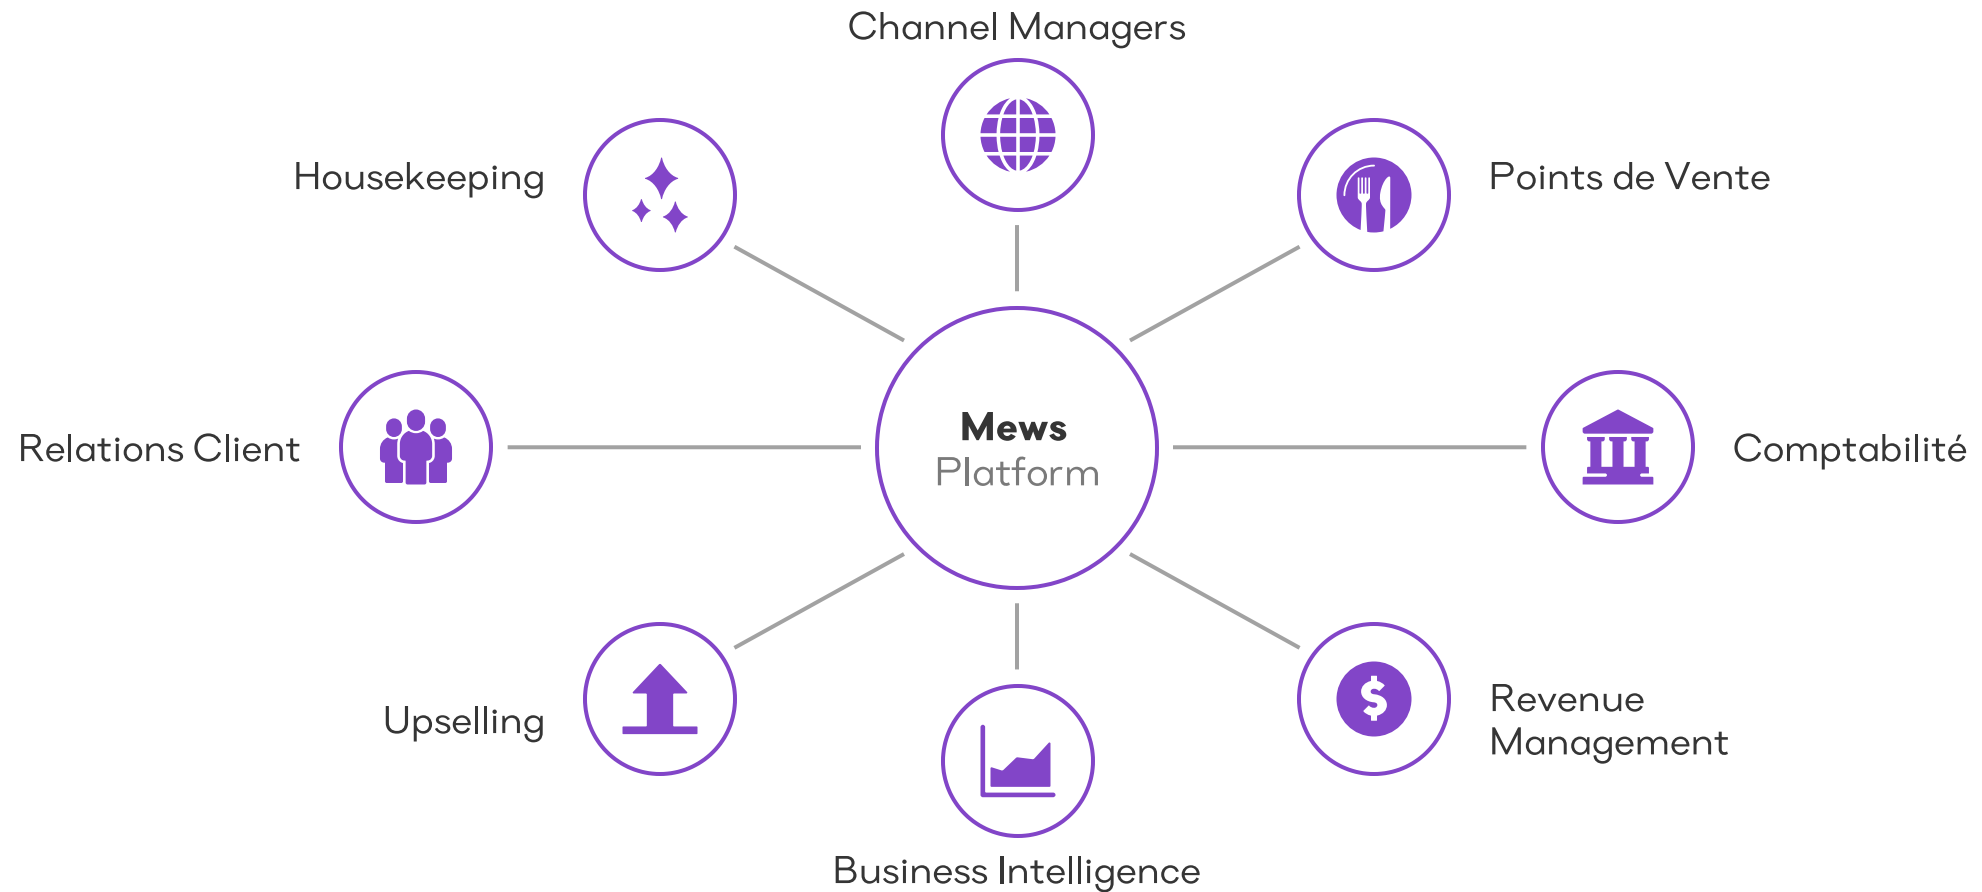 Channel Managers
Housekeeping
Points de Vente
Mews
Platform
Relations Client
Comptabilité
Upselling
Revenue
Management
Business Intelligence